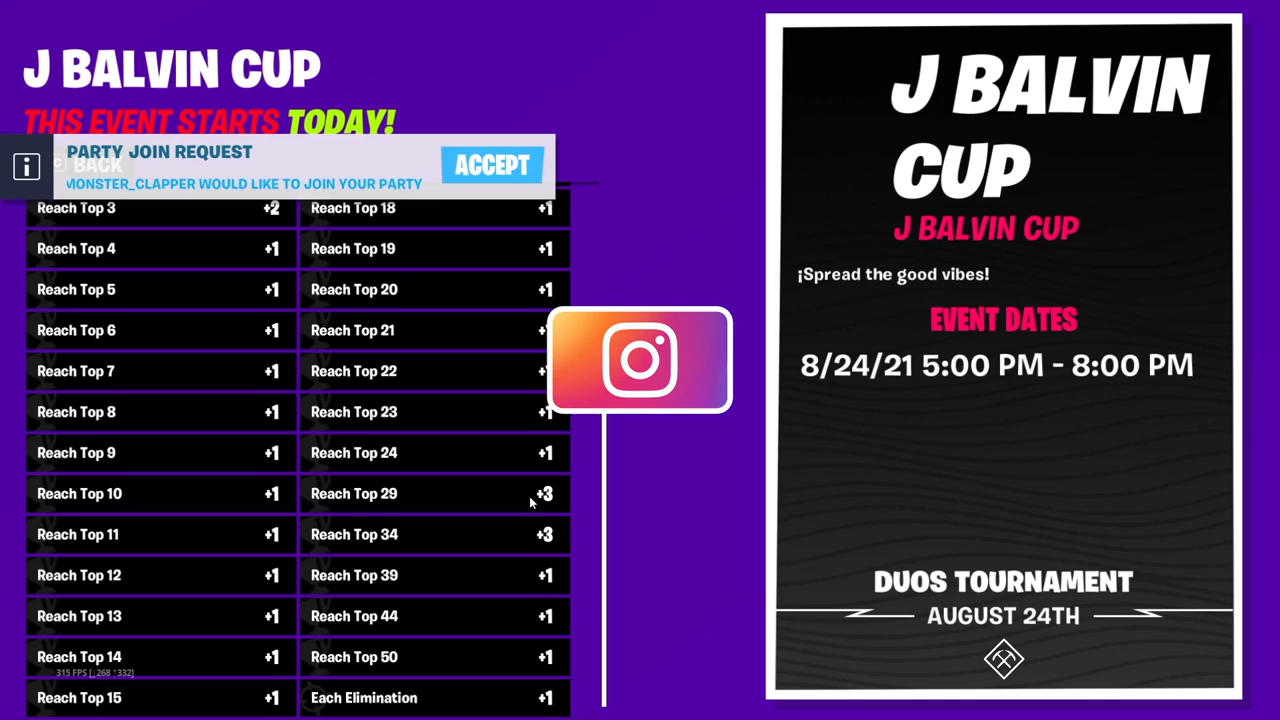 J BALVIN CUP
THIS EVENT STARTS TODAY!
BACK
PARTY JOIN REQUEST
MONSTER_CLAPPER WOULD LIKE TO JOIN YOUR PARTY
ACCEPT
Reach Top 3 +2
Reach Top 4 +1
Reach Top 5 +1
Reach Top 6 +1
Reach Top 7 +1
Reach Top 8 +1
Reach Top 9 +1
Reach Top 10 +1
Reach Top 11 +1
Reach Top 12 +1
Reach Top 13 +1
Reach Top 14 +1
315 FPS [↓268 ↑332]
Reach Top 15 +1
Reach Top 18 +1
Reach Top 19 +1
Reach Top 20 +1
Reach Top 21
Reach Top 22
Reach Top 23 +1
Reach Top 24 +1
Reach Top 29 +3
Reach Top 34 +3
Reach Top 39 +1
Reach Top 44 +1
Reach Top 50 +1
Each Elimination +1
J BALVIN
CUP
J BALVIN CUP
¡Spread the good vibes!
EVENT DATES
8/24/21 5:00 PM - 8:00 PM
DUOS TOURNAMENT
AUGUST 24TH